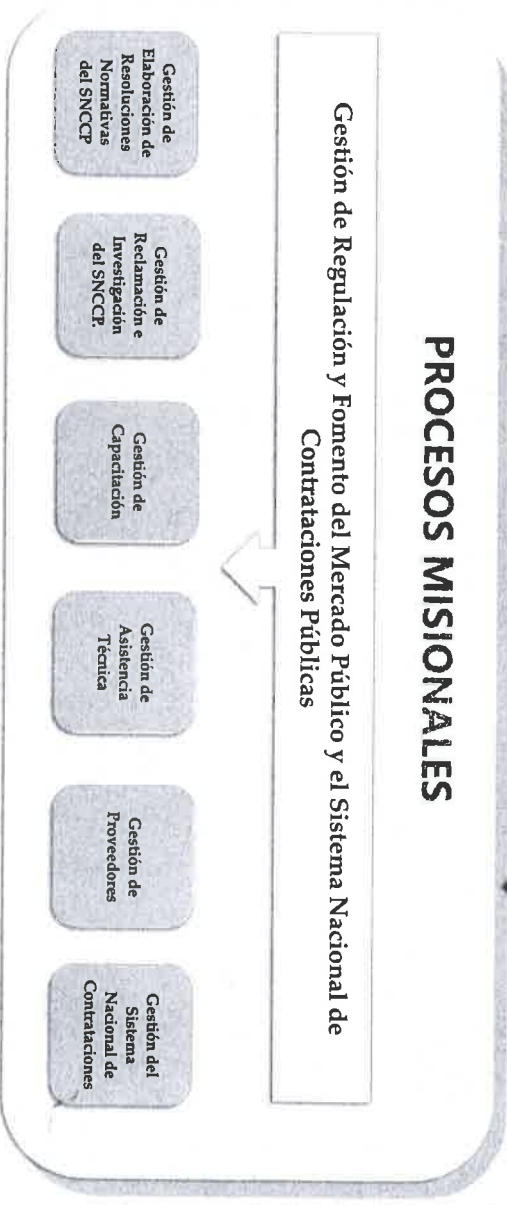 PROCESOS MISIONALES
Gestión de Regulación y Fomento del Mercado Público y el Sistema Nacional de
Contrataciones Públicas
Gestión de
Elaboración de
Resoluciones
Normativas
del SNCCP
Gestión de
Reclamación e
Investigación
del SNCCP.
Gestión de
Capacitación
Gestión de
Asistencia
Técnica
Gestión de
Proveedores
Gestión del
Sistema
Nacional de
Contrataciones